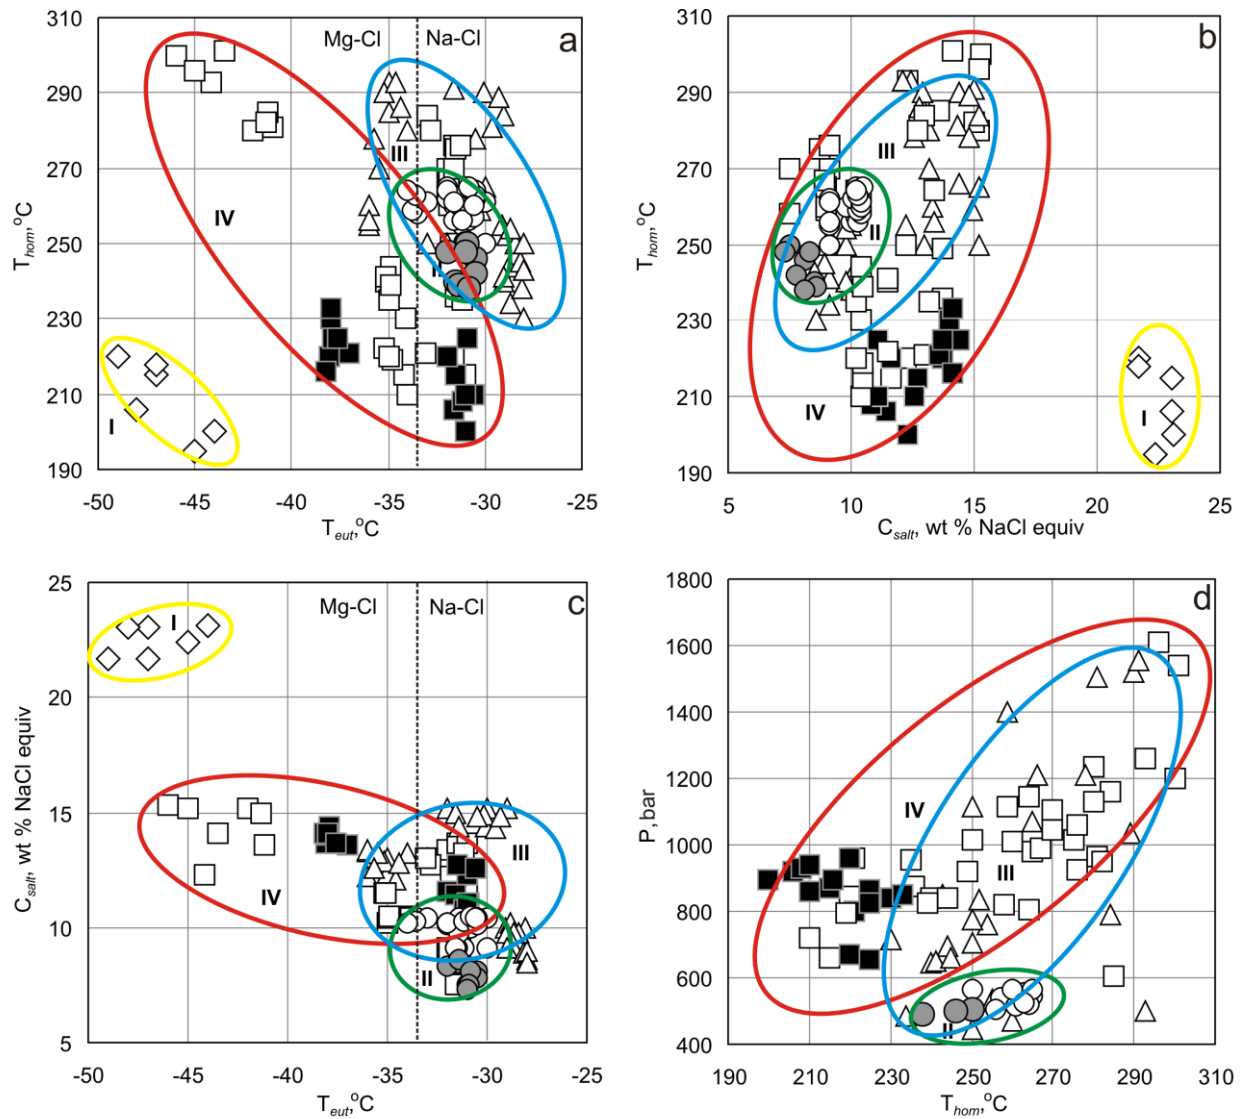 a
Mg-Cl Na-Cl
310
290
270
250
230
210
190
T_hom, °C
III
IV
II
I
-50 -45 -40 -35 -30 -25
T_eut, °C
b
310
290
270
250
230
210
190
T_hom, °C
III
II
IV
I
5 10 15 20 25
C_salt, wt % NaCl equiv
c
Mg-Cl Na-Cl
25
20
15
10
5
C_salt, wt % NaCl equiv
I
III
IV
II
-50 -45 -40 -35 -30 -25
T_eut, °C
d
1800
1600
1400
1200
1000
800
600
400
P, bar
IV
III
II
190 210 230 250 270 290 310
T_hom, °C